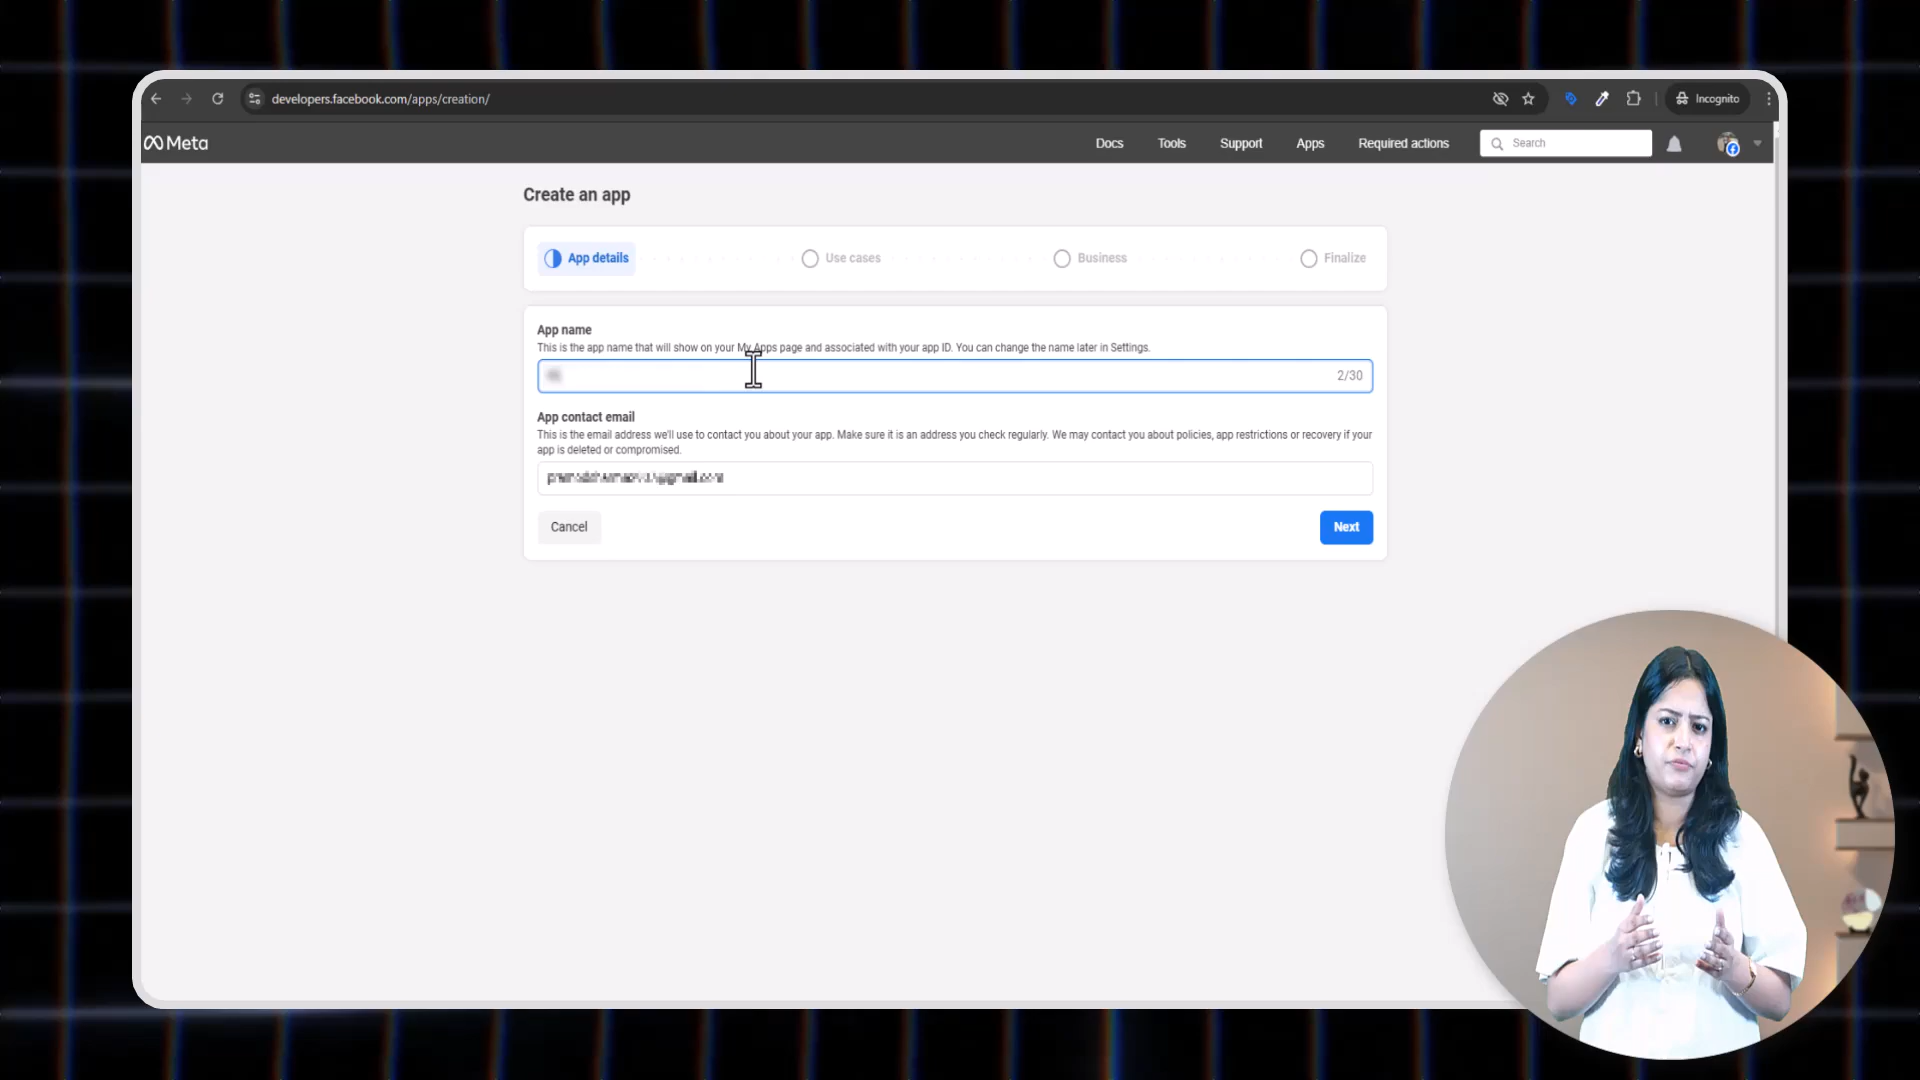 developers.facebook.com/apps/creation/
Incognito
Meta
Docs
Tools
Support
Apps
Required actions
Search
Create an app
App details
Use cases
Business
Finalize
App name
This is the app name that will show on your My Apps page and associated with your app ID. You can change the name later in Settings.
2/30
App contact email
This is the email address we'll use to contact you about your app. Make sure it is an address you check regularly. We may contact you about policies, app restrictions or recovery if your
app is deleted or compromised.
Cancel
Next